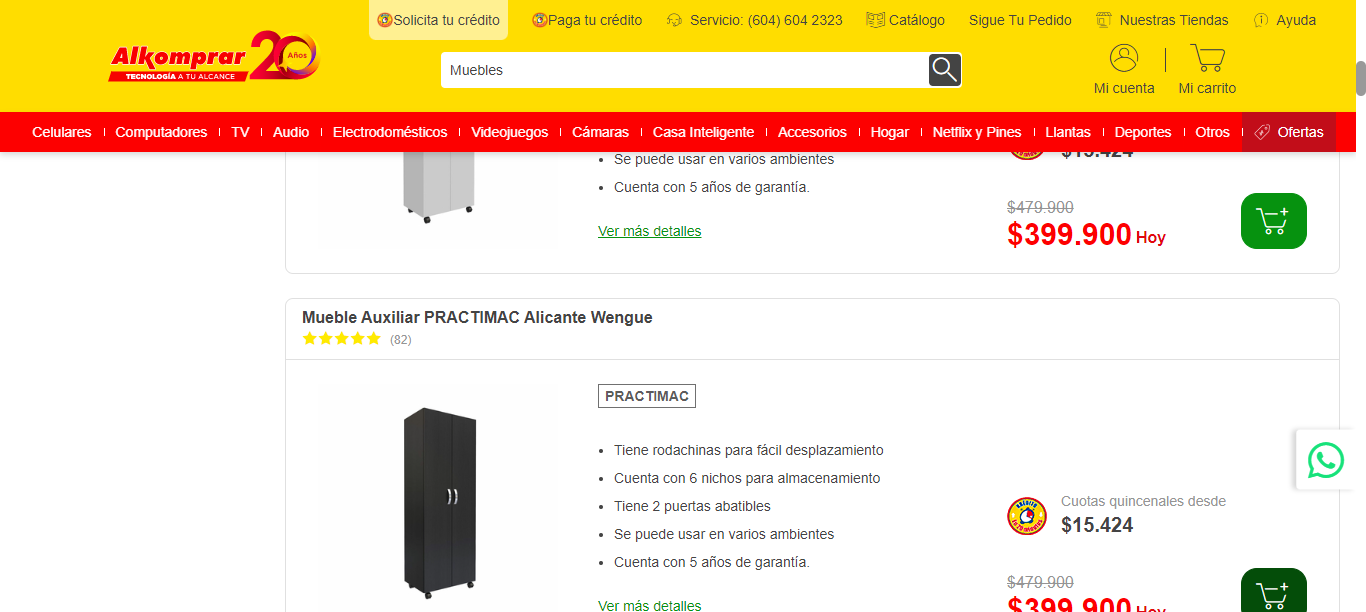 Solicita tu crédito
Paga tu crédito
Servicio: (604) 604 2323
Catálogo
Sigue Tu Pedido
Nuestras Tiendas
Ayuda
Alkomprar 20 Años
TECNOLOGÍA A TU ALCANCE
Muebles
Mi cuenta
Mi carrito
Celulares
Computadores
TV
Audio
Electrodomésticos
Videojuegos
Cámaras
Casa Inteligente
Accesorios
Hogar
Netflix y Pines
Llantas
Deportes
Otros
Ofertas
• Se puede usar en varios ambientes
• Cuenta con 5 años de garantía.
Ver más detalles
$15.424
$479.900
$399.900 Hoy
Mueble Auxiliar PRACTIMAC Alicante Wengue
(82)
PRACTIMAC
• Tiene rodachinas para fácil desplazamiento
• Cuenta con 6 nichos para almacenamiento
• Tiene 2 puertas abatibles
• Se puede usar en varios ambientes
• Cuenta con 5 años de garantía.
Ver más detalles
Cuotas quincenales desde
$15.424
$479.900
$399.900 Hoy